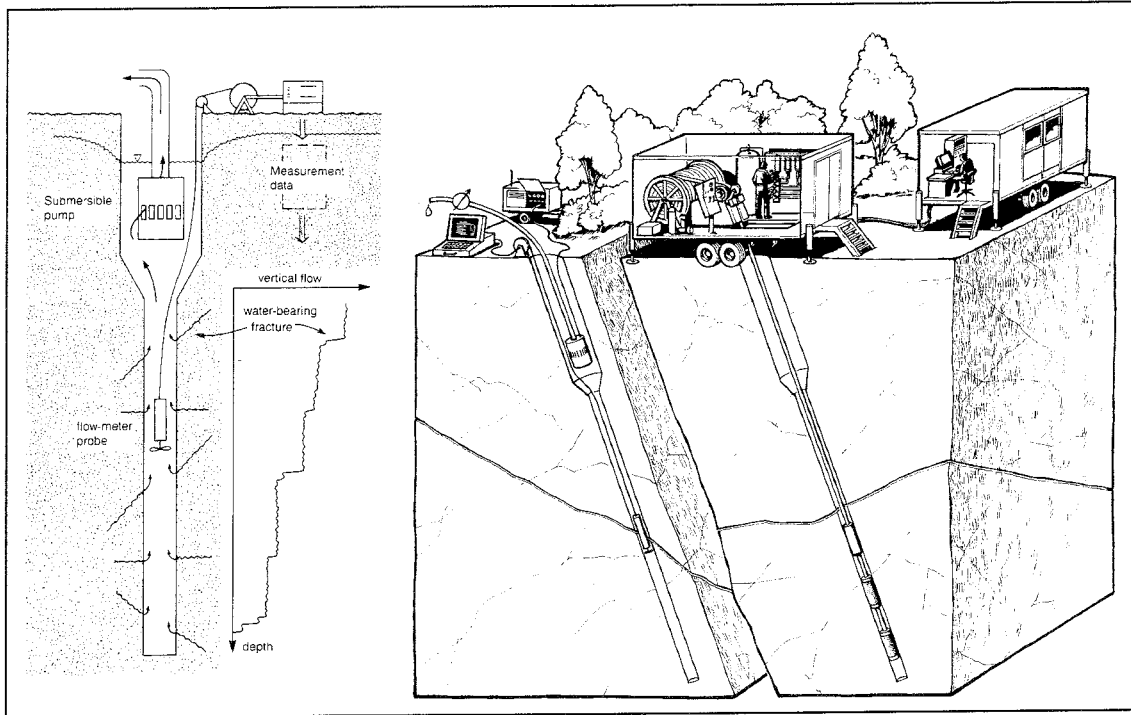 Submersible
pump
Measurement
data
vertical flow
water-bearing
fracture
flow-meter
probe
depth